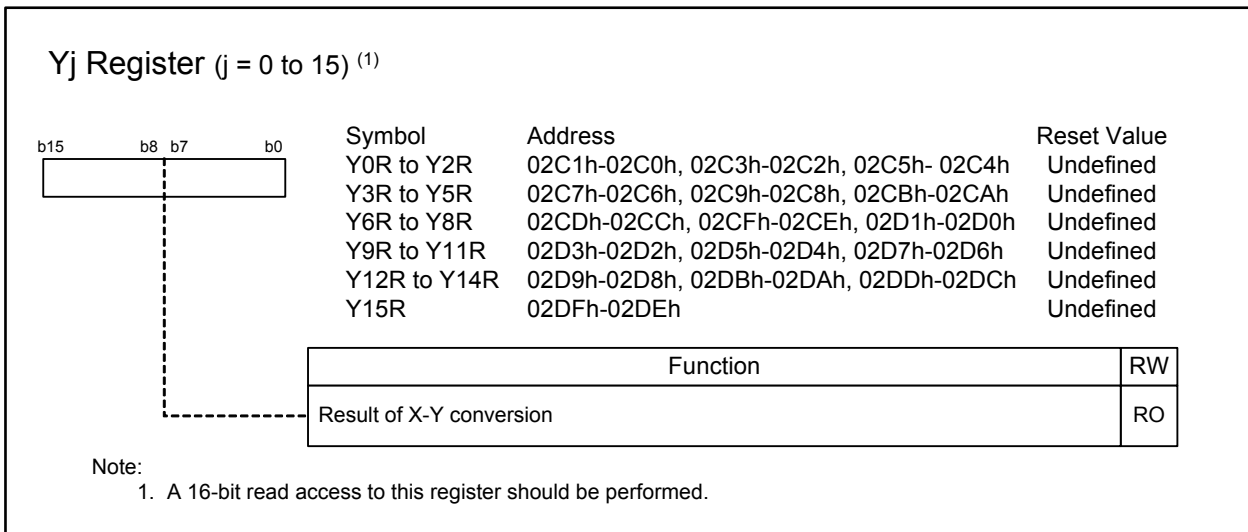 Yj Register (j = 0 to 15) (1)
b15 b8 b7 b0
Symbol Address Reset Value
Y0R to Y2R 02C1h-02C0h, 02C3h-02C2h, 02C5h- 02C4h Undefined
Y3R to Y5R 02C7h-02C6h, 02C9h-02C8h, 02CBh-02CAh Undefined
Y6R to Y8R 02CDh-02CCh, 02CFh-02CEh, 02D1h-02D0h Undefined
Y9R to Y11R 02D3h-02D2h, 02D5h-02D4h, 02D7h-02D6h Undefined
Y12R to Y14R 02D9h-02D8h, 02DBh-02DAh, 02DDh-02DCh Undefined
Y15R 02DFh-02DEh Undefined
Function RW
Result of X-Y conversion RO
Note:
1. A 16-bit read access to this register should be performed.